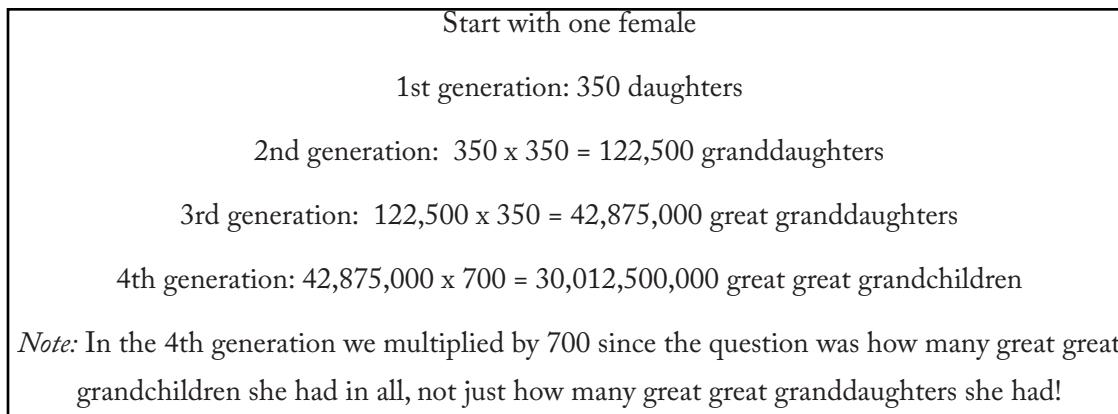 Start with one female
1st generation: 350 daughters
2nd generation:  350 x 350 = 122,500 granddaughters
3rd generation:  122,500 x 350 = 42,875,000 great granddaughters
4th generation: 42,875,000 x 700 = 30,012,500,000 great great grandchildren
Note: In the 4th generation we multiplied by 700 since the question was how many great great
grandchildren she had in all, not just how many great great granddaughters she had!